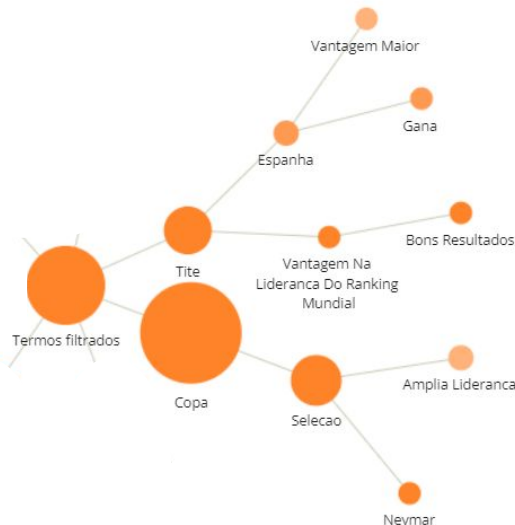 Vantagem Maior
Gana
Espanha
Bons Resultados
Tite
Vantagem Na
Lideranca Do Ranking
Mundial
Termos filtrados
Copa
Amplia Lideranca
Selecao
Neymar